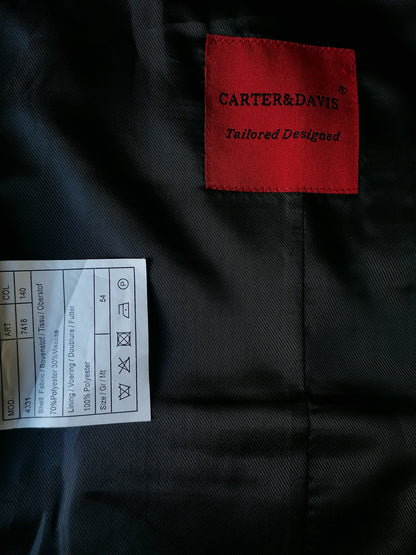 CARTER&DAVIS ®
Tailored Designed
MOD. ART COL
4331 7418 140
Shell Fabric / Bovenstof / Tissu / Oberstof
70%Polyester 30%Viscose
Lining / Voering / Doubure / Futter
100% Polyester
Size / Gr / Mt 54
P